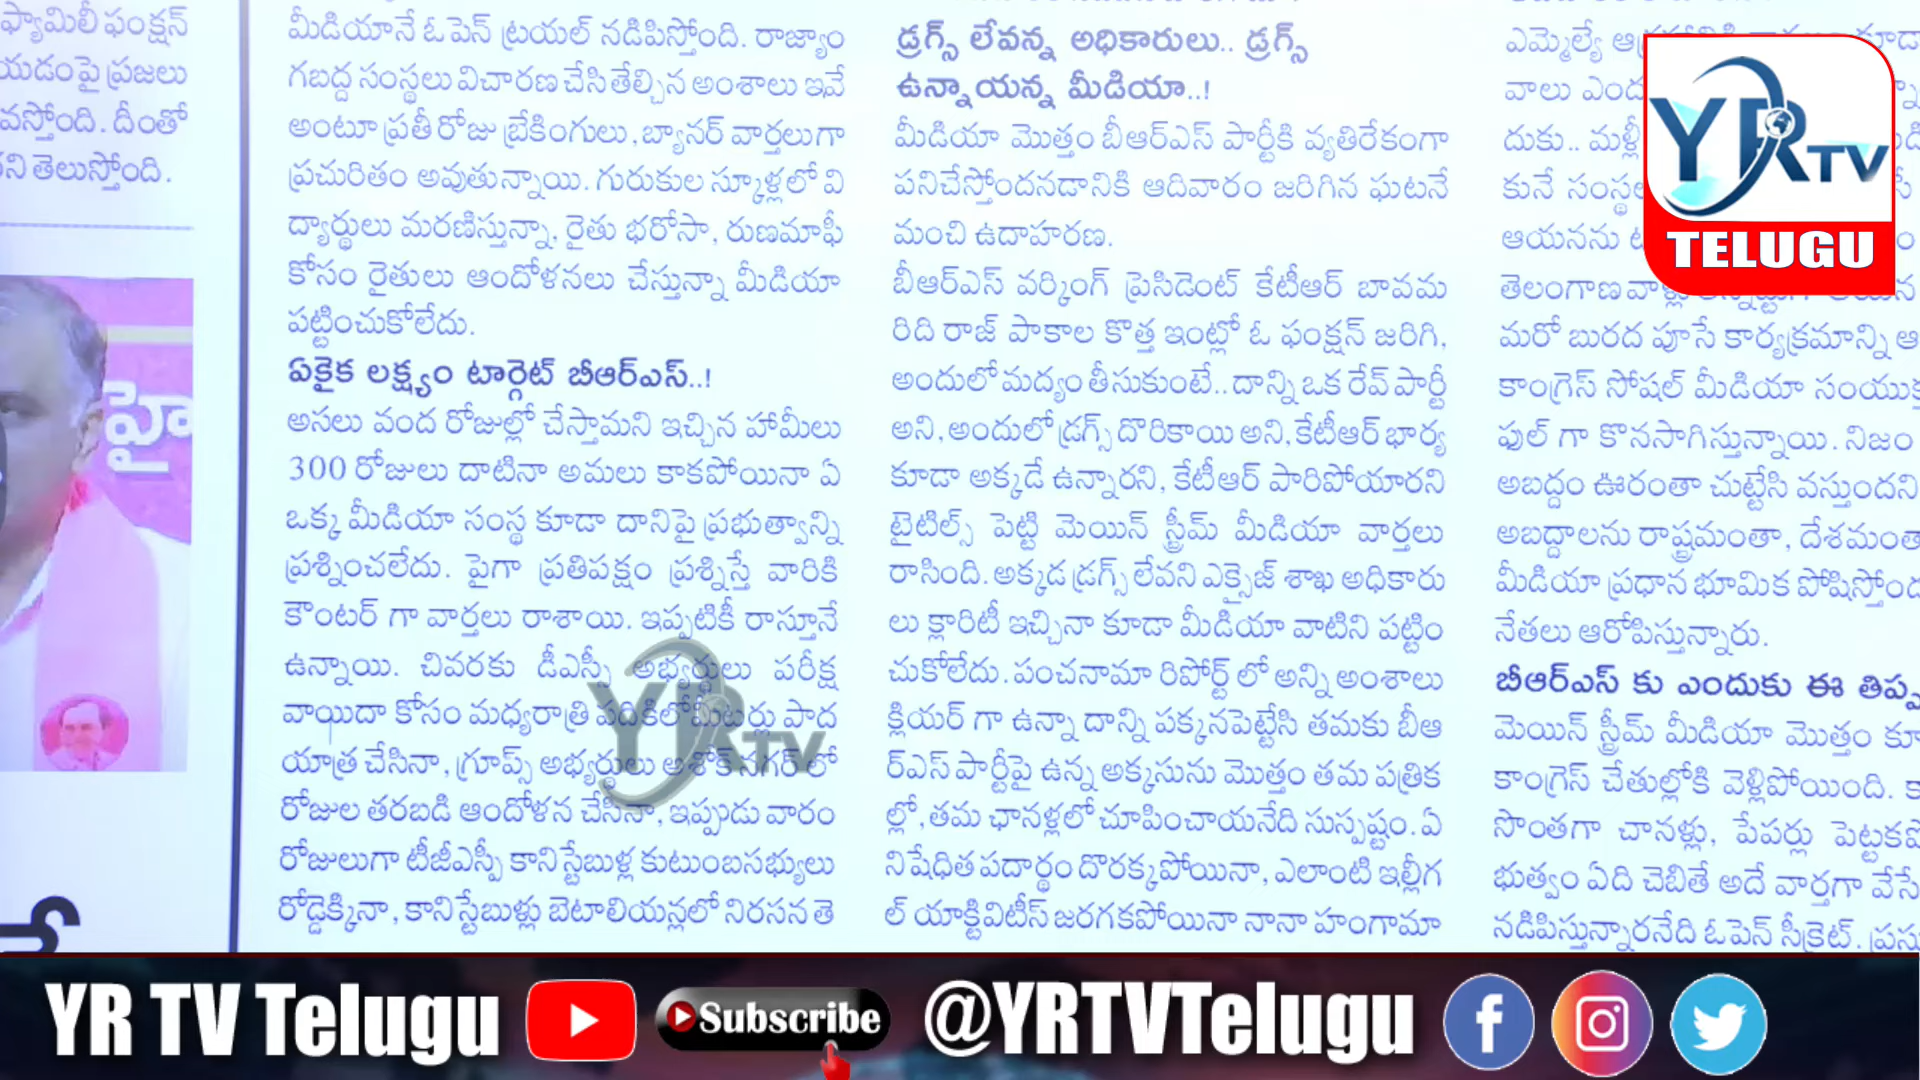 ఫ్యామిలీ ఫంక్షన్
యడంపై ప్రజలు
వస్తోంది. దీంతో
తెలుస్తోంది.
హై
మీడియానే ఓపెన్ ట్రయల్ నడిపిస్తోంది. రాజ్యాం
గబద్ద సంస్థలు విచారణ చేసి తేల్చిన అంశాలు ఇవే
అంటూ ప్రతీ రోజు బ్రేకింగులు, బ్యానర్ వార్తలుగా
ప్రచురితం అవుతున్నాయి. గురుకుల స్కూళ్లలో వి
ద్యార్థులు మరణిస్తున్నా, రైతు భరోసా, రుణమాఫీ
కోసం రైతులు ఆందోళనలు చేస్తున్నా మీడియా
పట్టించుకోలేదు.
ఏకైక లక్ష్యం టార్గెట్ బీఆర్ఎస్..!
అసలు వంద రోజుల్లో చేస్తామని ఇచ్చిన హామీలు
300 రోజులు దాటినా అమలు కాకపోయినా ఏ
ఒక్క మీడియా సంస్థ కూడా దానిపై ప్రభుత్వాన్ని
ప్రశ్నించలేదు. పైగా ప్రతిపక్షం ప్రశ్నిస్తే వారికి
కౌంటర్ గా వార్తలు రాశాయి. ఇప్పటికీ రాస్తూనే
ఉన్నాయి. చివరకు డీఎస్పీ అభ్యర్థులు పరీక్ష
వాయిదా కోసం మధ్యరాత్రి పదికిలోమీటర్లు పాద
యాత్ర చేసినా, గ్రూప్స్ అభ్యర్థులు అశోక్ నగర్ లో
రోజుల తరబడి ఆందోళన చేసినా, ఇప్పుడు వారం
రోజులుగా టీజీఎస్పీ కానిస్టేబుళ్ల కుటుంబసభ్యులు
రోడ్డెక్కినా, కానిస్టేబుళ్లు బెటాలియన్లలో నిరసన తె
డ్రగ్స్ లేవన్న అధికారులు.. డ్రగ్స్
ఉన్నాయన్న మీడియా..!
మీడియా మొత్తం బీఆర్ఎస్ పార్టీకి వ్యతిరేకంగా
పనిచేస్తోందనడానికి ఆదివారం జరిగిన ఘటనే
మంచి ఉదాహరణ.
బీఆర్ఎస్ వర్కింగ్ ప్రెసిడెంట్ కేటీఆర్ బావమ
రిది రాజ్ పాకాల కొత్త ఇంట్లో ఓ ఫంక్షన్ జరిగి,
అందులో మద్యం తీసుకుంటే.. దాన్ని ఒక రేవ్ పార్టీ
అని, అందులో డ్రగ్స్ దొరికాయి అని, కేటీఆర్ భార్య
కూడా అక్కడే ఉన్నారని, కేటీఆర్ పారిపోయారని
టైటిల్స్ పెట్టి మెయిన్ స్ట్రీమ్ మీడియా వార్తలు
రాసింది. అక్కడ డ్రగ్స్ లేవని ఎక్సైజ్ శాఖ అధికారు
లు క్లారిటీ ఇచ్చినా కూడా మీడియా వాటిని పట్టిం
చుకోలేదు. పంచనామా రిపోర్ట్ లో అన్ని అంశాలు
క్లియర్ గా ఉన్నా దాన్ని పక్కనపెట్టేసి తమకు బీఆ
ర్ఎస్ పార్టీపై ఉన్న అక్కసును మొత్తం తమ పత్రిక
ల్లో, తమ ఛానళ్లలో చూపించాయనేది సుస్పష్టం. ఏ
నిషేధిత పదార్థం దొరక్కపోయినా, ఎలాంటి ఇల్లీగ
ల్ యాక్టివిటీస్ జరగకపోయినా నానా హంగామా
ఎమ్మెల్యే
వాలు
దుకు..
కునే
ఆయనను
తెలంగాణ
మరో బురద పూసే కార్యక్రమాన్ని
కాంగ్రెస్ సోషల్ మీడియా
ఫుల్ గా కొనసాగిస్తున్నాయి. నిజం
అబద్దం ఊరంతా చుట్టేసి వస్తుందని
అబద్దాలను రాష్ట్రమంతా,
మీడియా ప్రధాన భూమిక
నేతలు ఆరోపిస్తున్నారు.
బీఆర్ఎస్ కు ఎందుకు ఈ
మెయిన్ స్ట్రీమ్ మీడియా మొత్తం
కాంగ్రెస్ చేతుల్లోకి వెళ్లిపోయింది.
సొంతగా చానళ్లు, పేపర్లు
భుత్వం ఏది చెబితే అదే వార్తగా
నడిపిస్తున్నారనేది ఓపెన్ సీక్రెట్.
YR TV
TELUGU
YR TV
YR TV Telugu
Subscribe
@YRTVTelugu